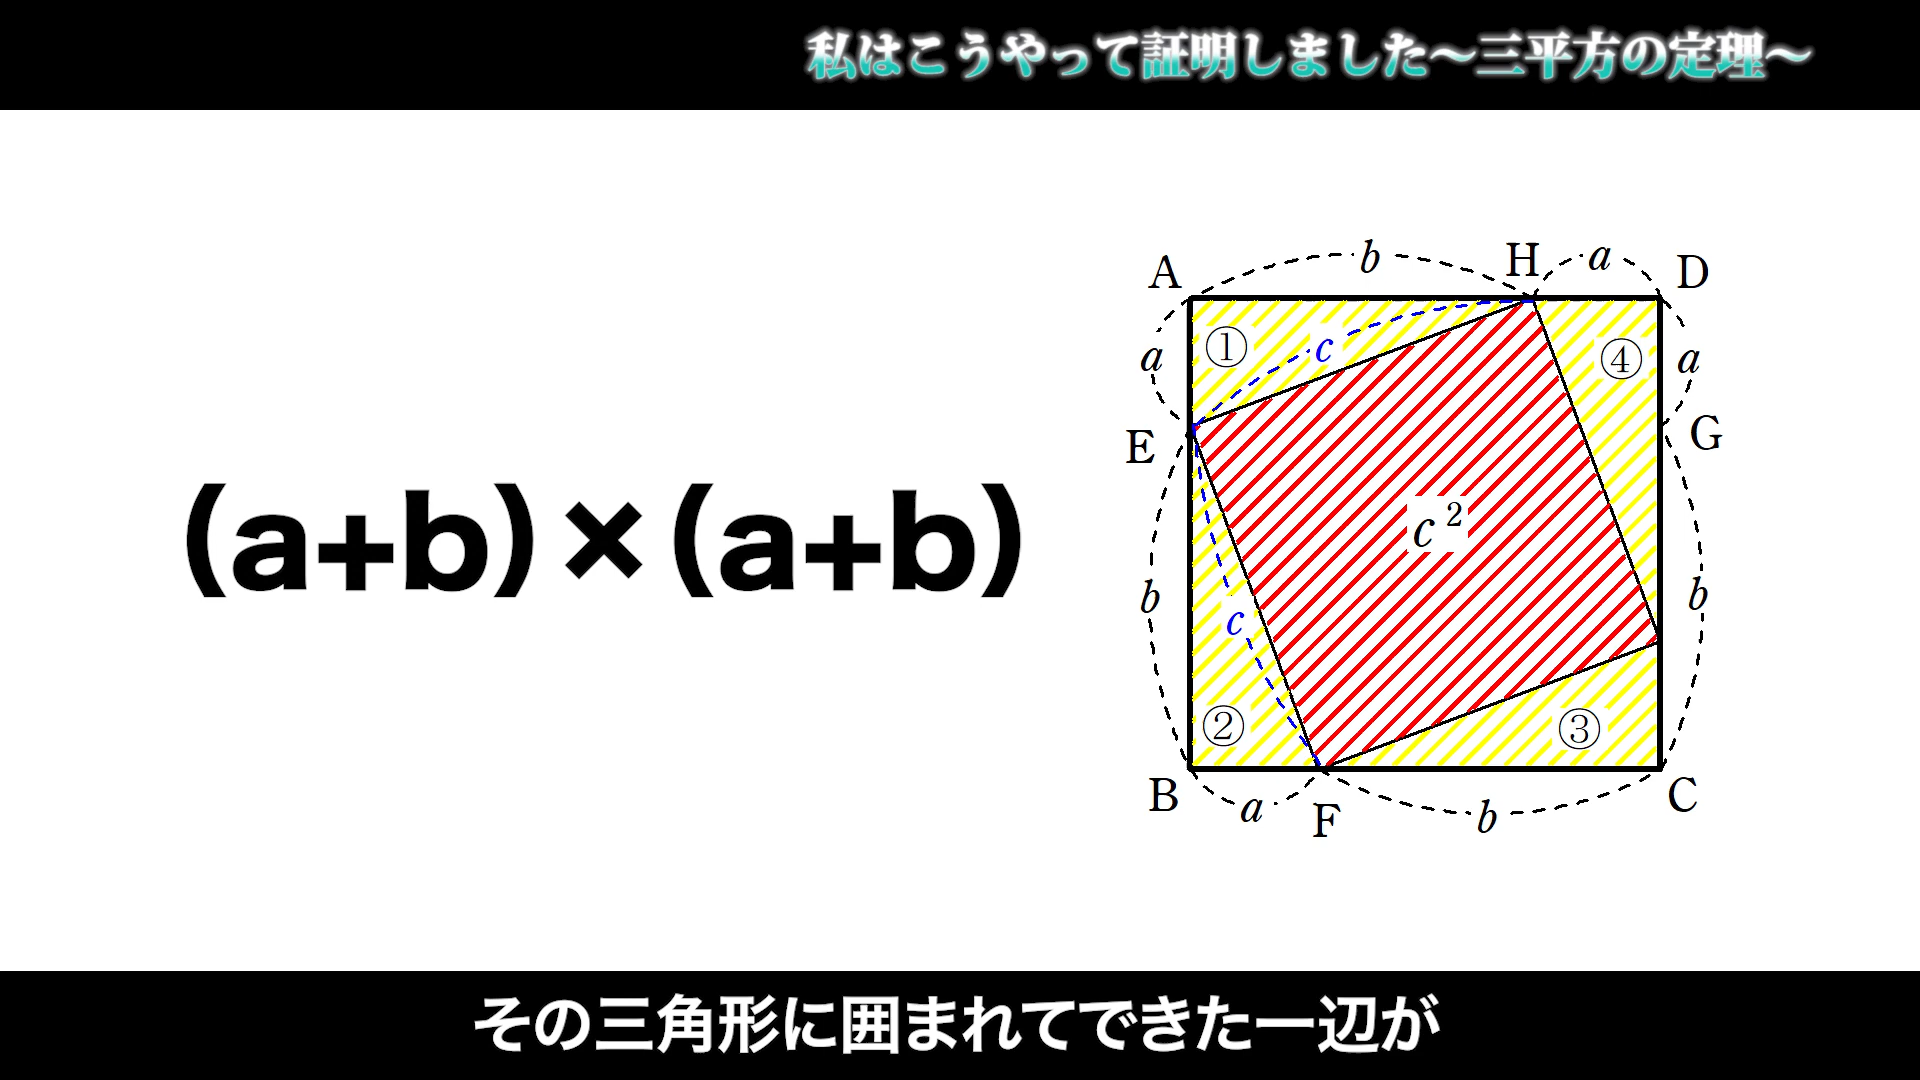 私はこうやって証明しました～三平方の定理～
(a+b)×(a+b)
A b H a D
① c ④
a a
E G
c ²
b c b
② ③
B a F b C
その三角形に囲まれてできた一辺が